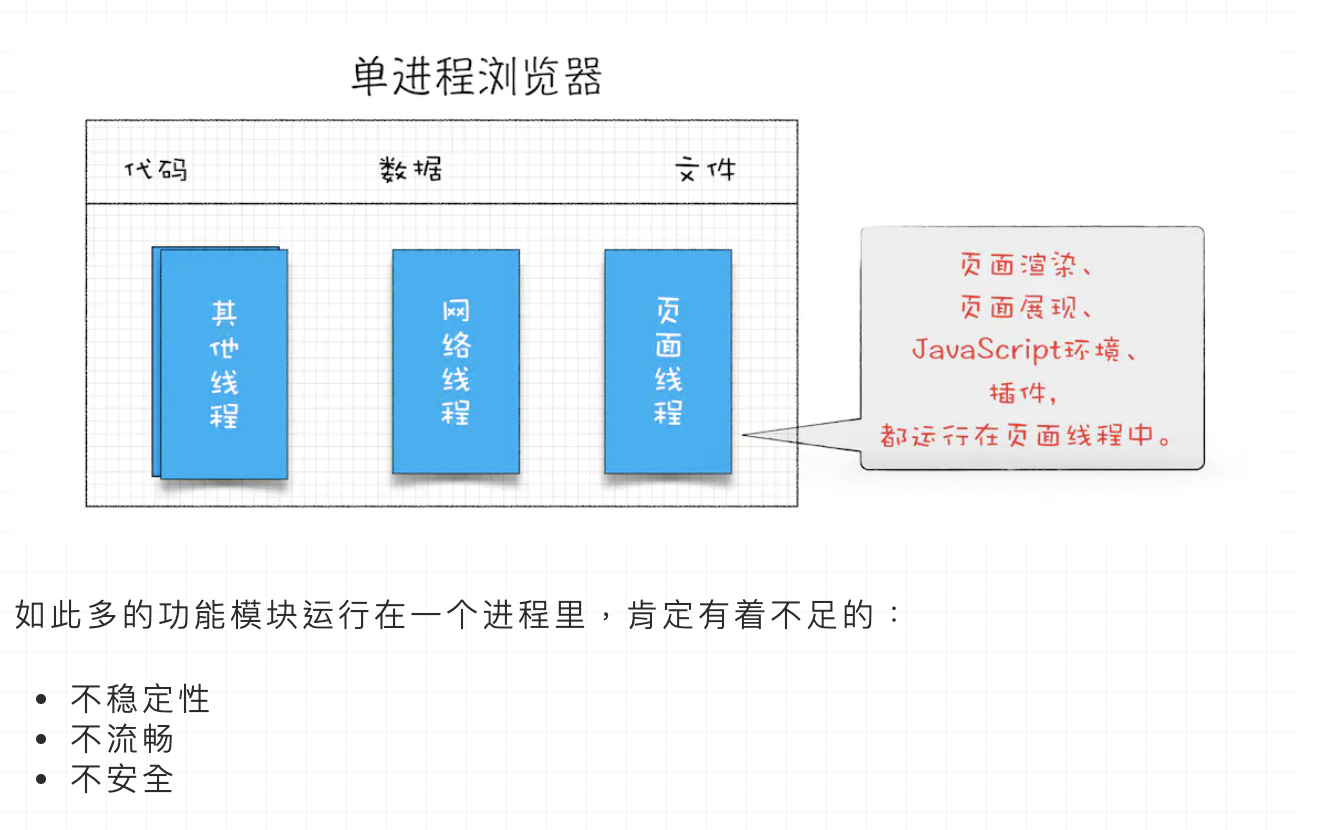 单进程浏览器
代码
数据
文件
其他线程
网络线程
页面线程
页面渲染、
页面展现、
JavaScript环境、
插件，
都运行在页面线程中。
如此多的功能模块运行在一个进程里，肯定有着不足的：
• 不稳定性
• 不流畅
• 不安全